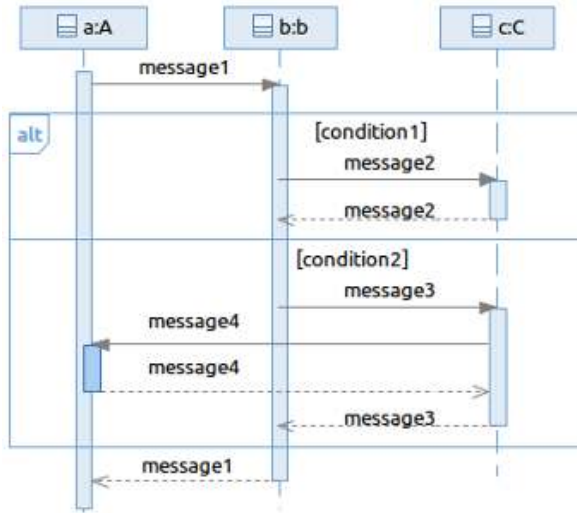 a:A b:b c:C
message1
alt
[condition1]
message2
message2
[condition2]
message3
message4
message4
message3
message1